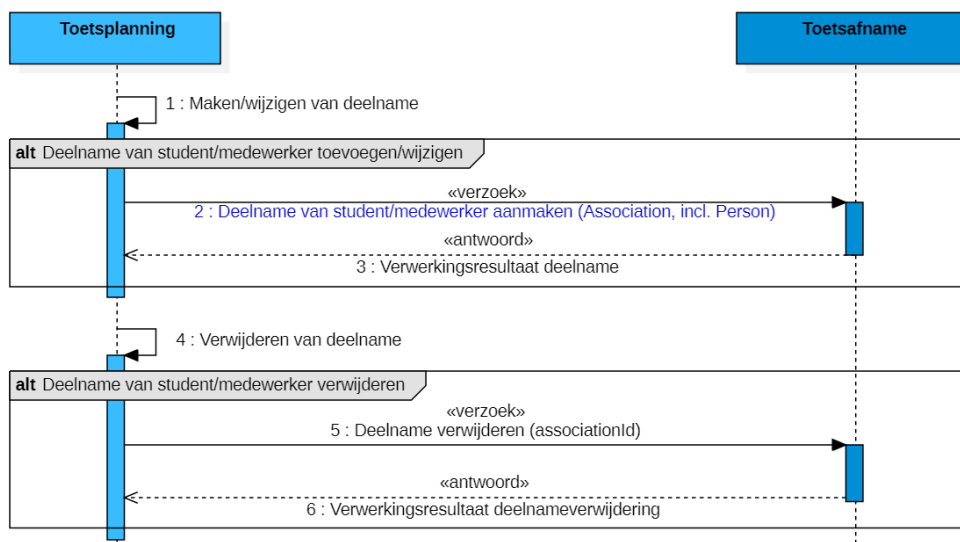 Toetsplanning
Toetsafname
1 : Maken/wijzigen van deelname
alt Deelname van student/medewerker toevoegen/wijzigen
«verzoek»
2 : Deelname van student/medewerker aanmaken (Association, incl. Person)
«antwoord»
3 : Verwerkingsresultaat deelname
4 : Verwijderen van deelname
alt Deelname van student/medewerker verwijderen
«verzoek»
5 : Deelname verwijderen (associationId)
«antwoord»
6 : Verwerkingsresultaat deelnameverwijdering